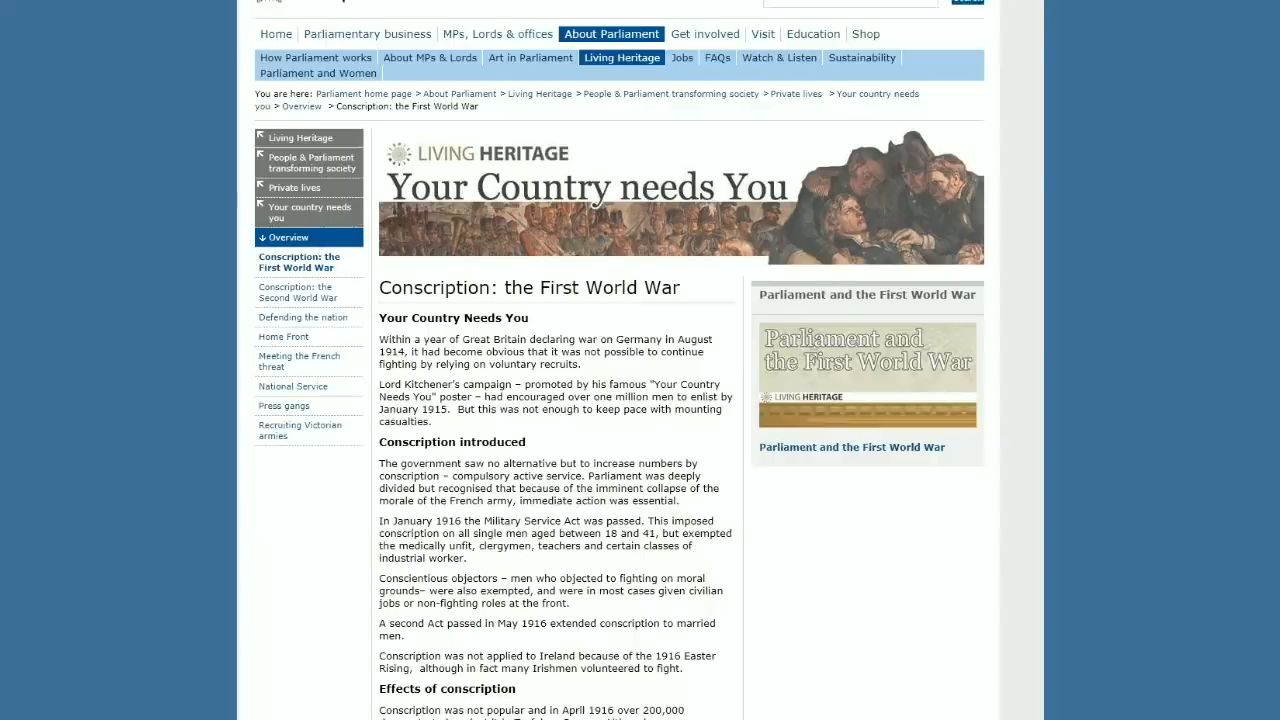 Home Parliamentary business MPs, Lords & offices About Parliament Get involved Visit Education Shop
How Parliament works About MPs & Lords Art in Parliament Living Heritage Jobs FAQs Watch & Listen Sustainability
Parliament and Women
You are here: Parliament home page > About Parliament > Living Heritage > People & Parliament transforming society > Private lives > Your country needs
you > Overview > Conscription: the First World War
Living Heritage
People & Parliament
transforming society
Private lives
Your country needs
you
Overview
Conscription: the
First World War
Conscription: the
Second World War
Defending the nation
Home Front
Meeting the French
threat
National Service
Press gangs
Recruiting Victorian
armies
LIVING HERITAGE
Your Country needs You
Conscription: the First World War
Your Country Needs You
Within a year of Great Britain declaring war on Germany in August
1914, it had become obvious that it was not possible to continue
fighting by relying on voluntary recruits.
Lord Kitchener's campaign – promoted by his famous "Your Country
Needs You" poster – had encouraged over one million men to enlist by
January 1915. But this was not enough to keep pace with mounting
casualties.
Conscription introduced
The government saw no alternative but to increase numbers by
conscription – compulsory active service. Parliament was deeply
divided but recognised that because of the imminent collapse of the
morale of the French army, immediate action was essential.
In January 1916 the Military Service Act was passed. This imposed
conscription on all single men aged between 18 and 41, but exempted
the medically unfit, clergymen, teachers and certain classes of
industrial worker.
Conscientious objectors – men who objected to fighting on moral
grounds– were also exempted, and were in most cases given civilian
jobs or non-fighting roles at the front.
A second Act passed in May 1916 extended conscription to married
men.
Conscription was not applied to Ireland because of the 1916 Easter
Rising, although in fact many Irishmen volunteered to fight.
Effects of conscription
Conscription was not popular and in April 1916 over 200,000
Parliament and the First World War
Parliament and
the First World War
LIVING HERITAGE
Parliament and the First World War